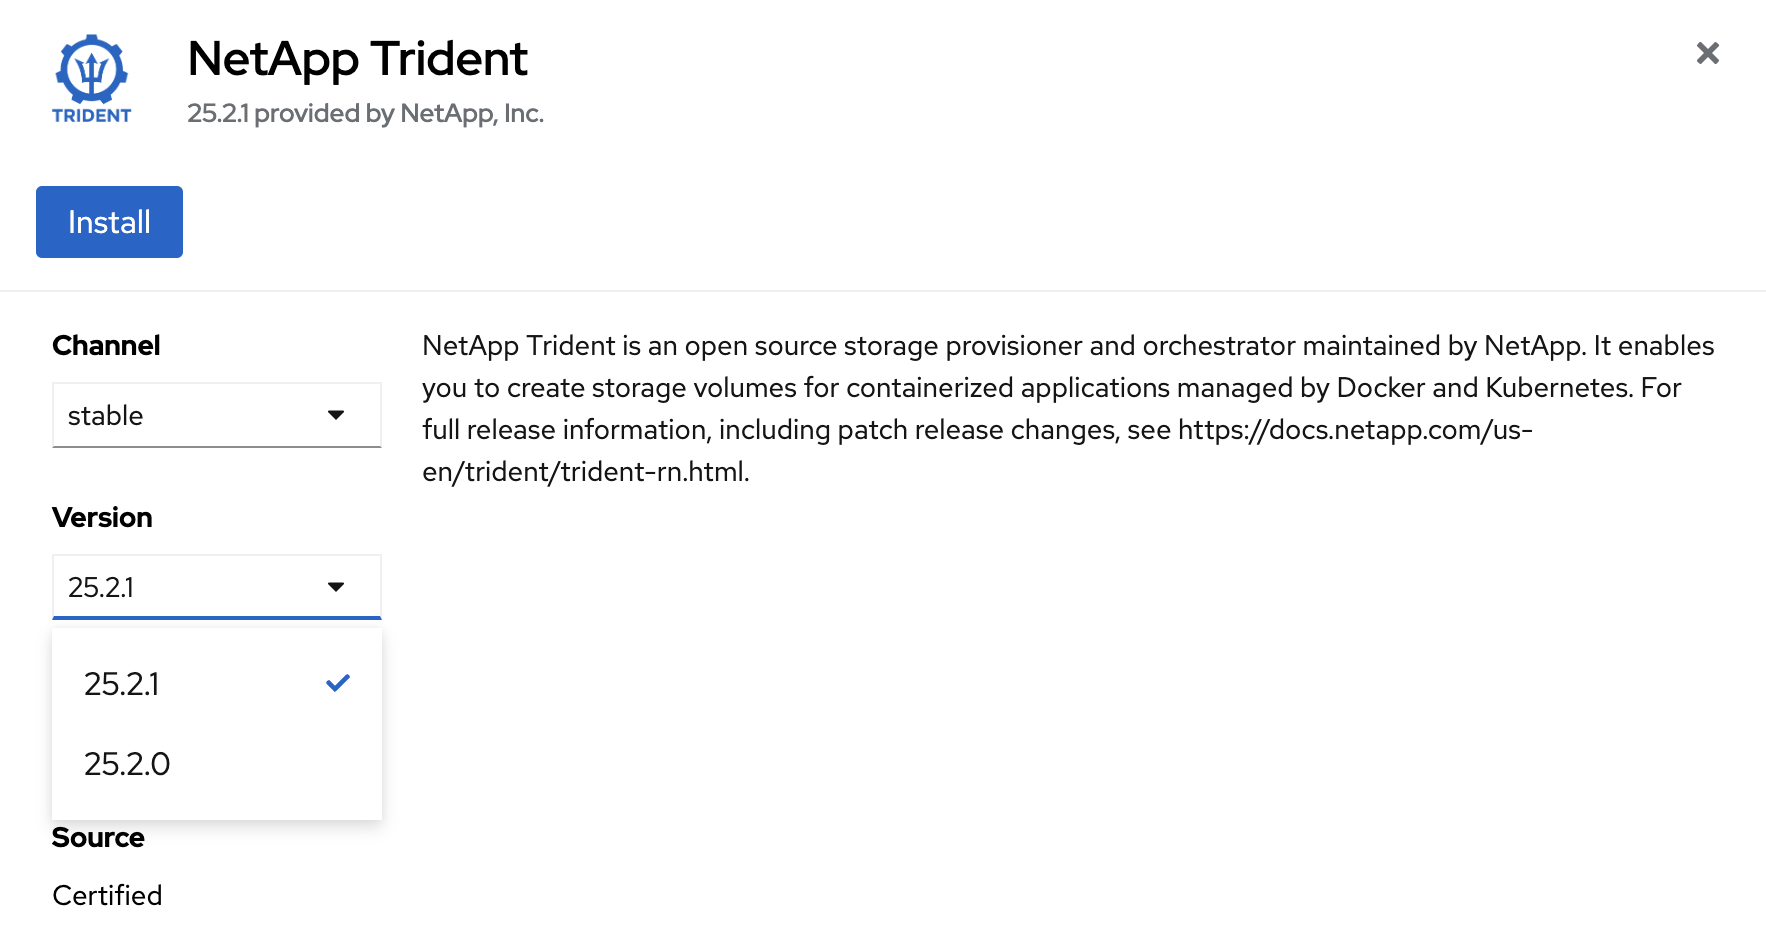 TRIDENT
NetApp Trident
25.2.1 provided by NetApp, Inc.
Install
Channel
stable
Version
25.2.1
25.2.1
25.2.0
Source
Certified
NetApp Trident is an open source storage provisioner and orchestrator maintained by NetApp. It enables
you to create storage volumes for containerized applications managed by Docker and Kubernetes. For
full release information, including patch release changes, see https://docs.netapp.com/us-
en/trident/trident-rn.html.